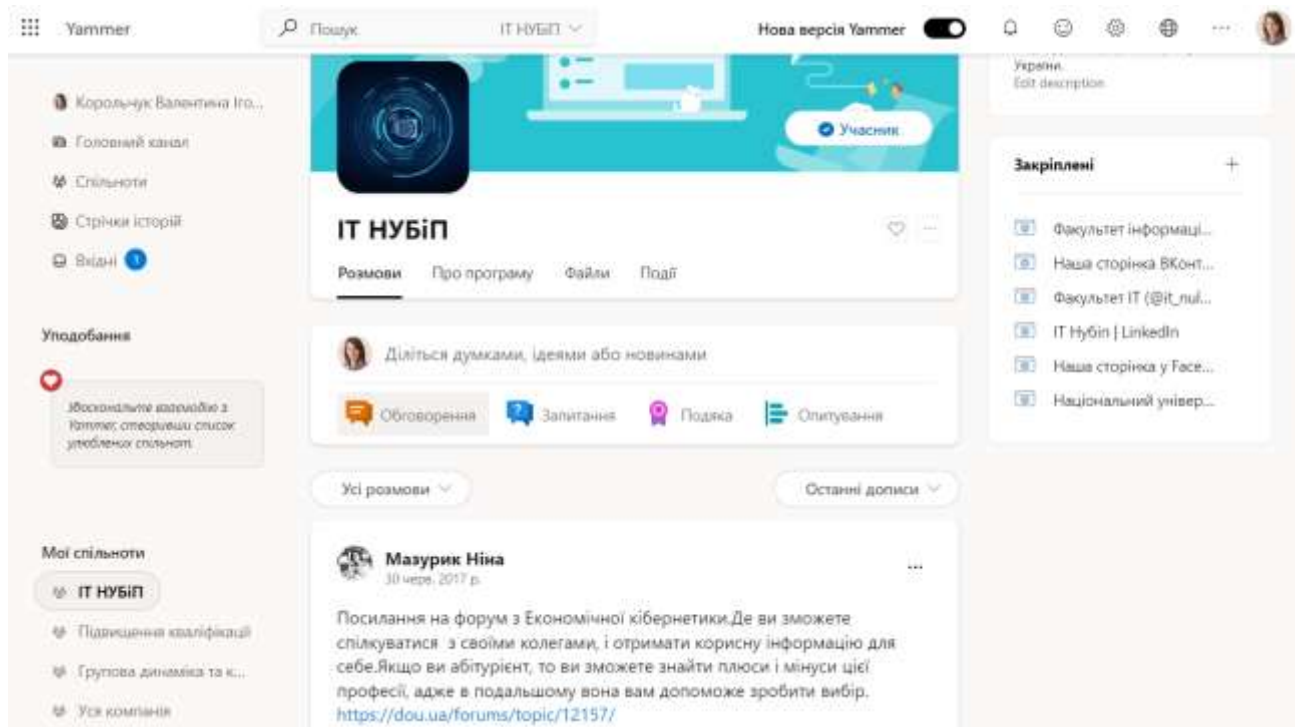 Yammer
Пошук
ІТ НУБіП
Нова версія Yammer
Корольчук Валентина Іго...
Головний канал
Спільноти
Стрічки історій
Вхідні
Уподобання
Вдоскональте взаємодію з
Yammer, створивши список
улюблених спільнот.
Мої спільноти
ІТ НУБіП
Підвищення кваліфікації
Групова динаміка та к...
Уся компанія
Учасник
ІТ НУБіП
Розмови Про програму Файли Події
Діліться думками, ідеями або новинами
Обговорення Запитання Подяка Опитування
Усі розмови Останні дописи
Мазурик Ніна
30 черв. 2017 р.
Посилання на форум з Економічної кібернетики.Де ви зможете
спілкуватися з своїми колегами, і отримати корисну інформацію для
себе.Якщо ви абітурієнт, то ви зможете знайти плюси і мінуси цієї
професії, адже в подальшому вона вам допоможе зробити вибір.
https://dou.ua/forums/topic/12157/
України.
Edit description
Закріплені
Факультет інформаці...
Наша сторінка ВКонт...
Факультет ІТ (@it_nul...
ІТ Нубіп | LinkedIn
Наша сторінка у Face...
Національний універ...